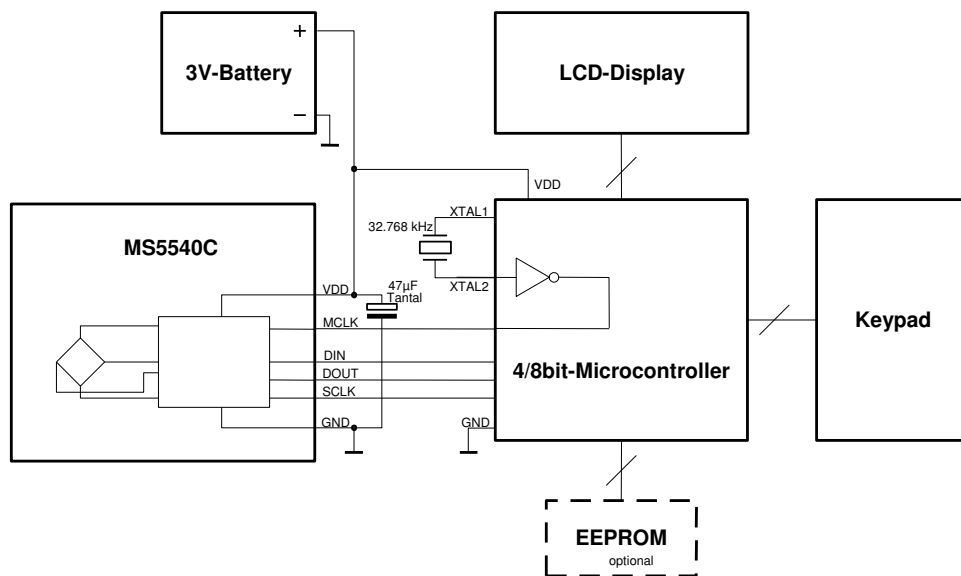 +
3V-Battery
−
LCD-Display
VDD
XTAL1
32.768 kHz
XTAL2
MS5540C
VDD
47µF
Tantal
MCLK
DIN
DOUT
SCLK
GND
4/8bit-Microcontroller
GND
Keypad
EEPROM
optional